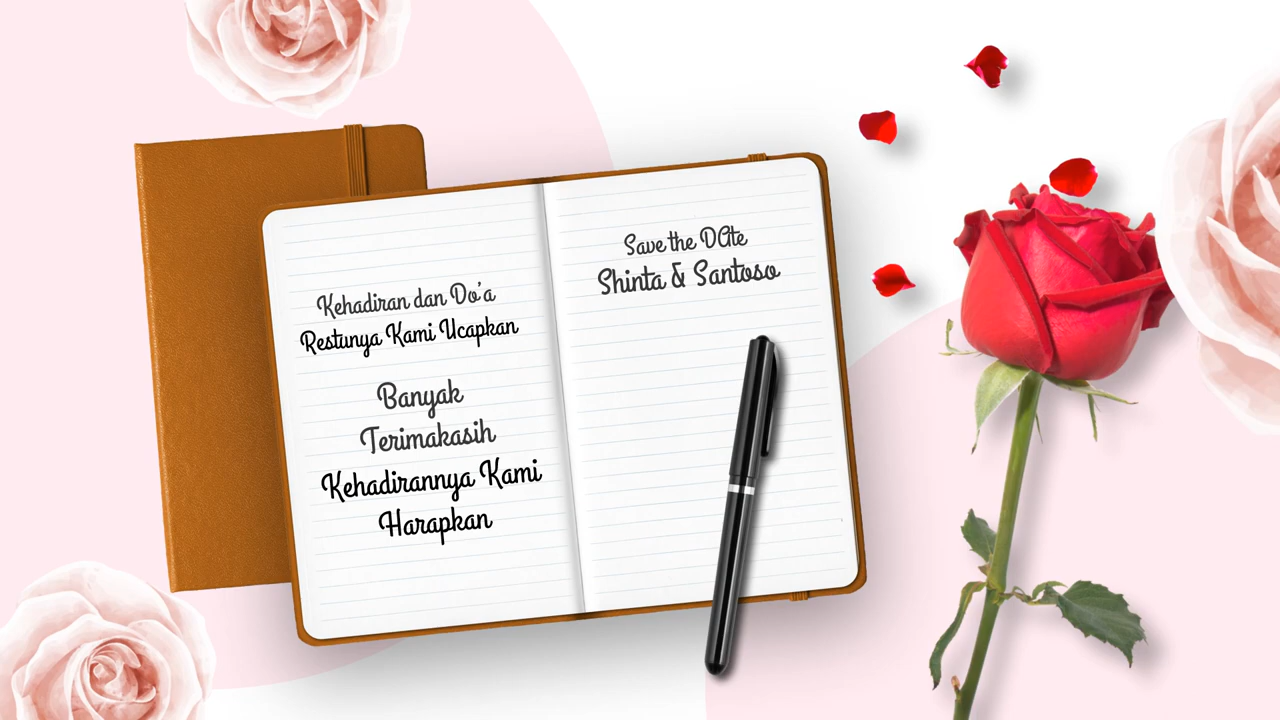 Kehadiran dan Do'a
Restunya Kami Ucapkan
Banyak
Terimakasih
Kehadirannya Kami
Harapkan
Save the DAte
Shinta & Santoso